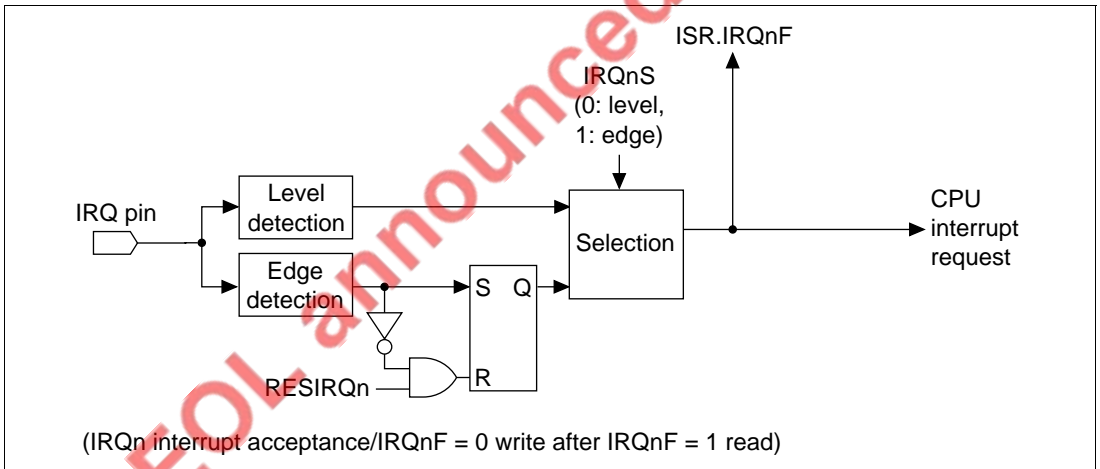 ISR.IRQnF
IRQnS
(0: level,
1: edge)
Level
detection
IRQ pin
CPU
interrupt
request
Selection
Edge
detection
S Q
R
RESIRQn
(IRQn interrupt acceptance/IRQnF = 0 write after IRQnF = 1 read)
EOL announced